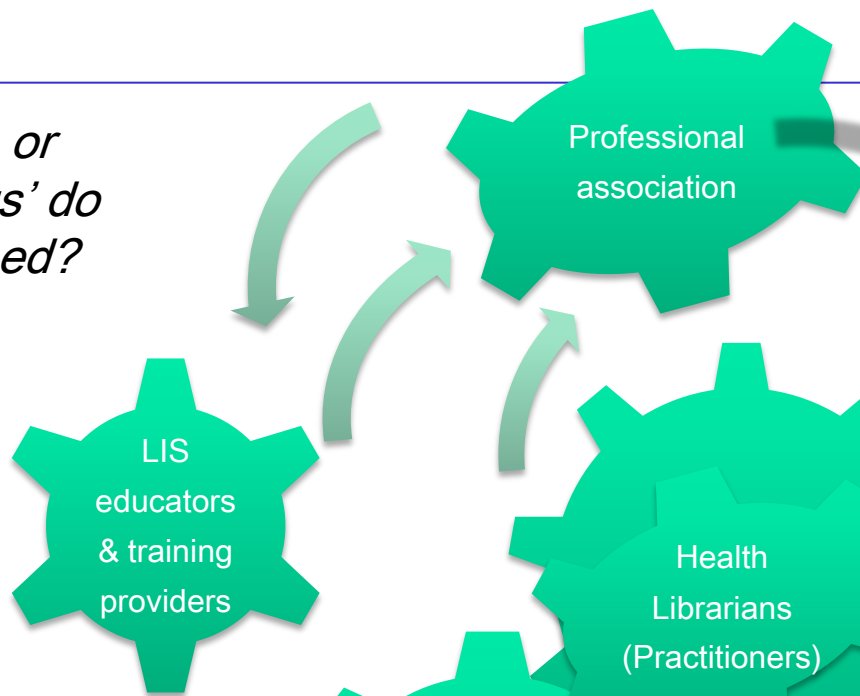 or
s’ do
ed?
Professional
association
LIS
educators
& training
providers
Health
Librarians
(Practitioners)